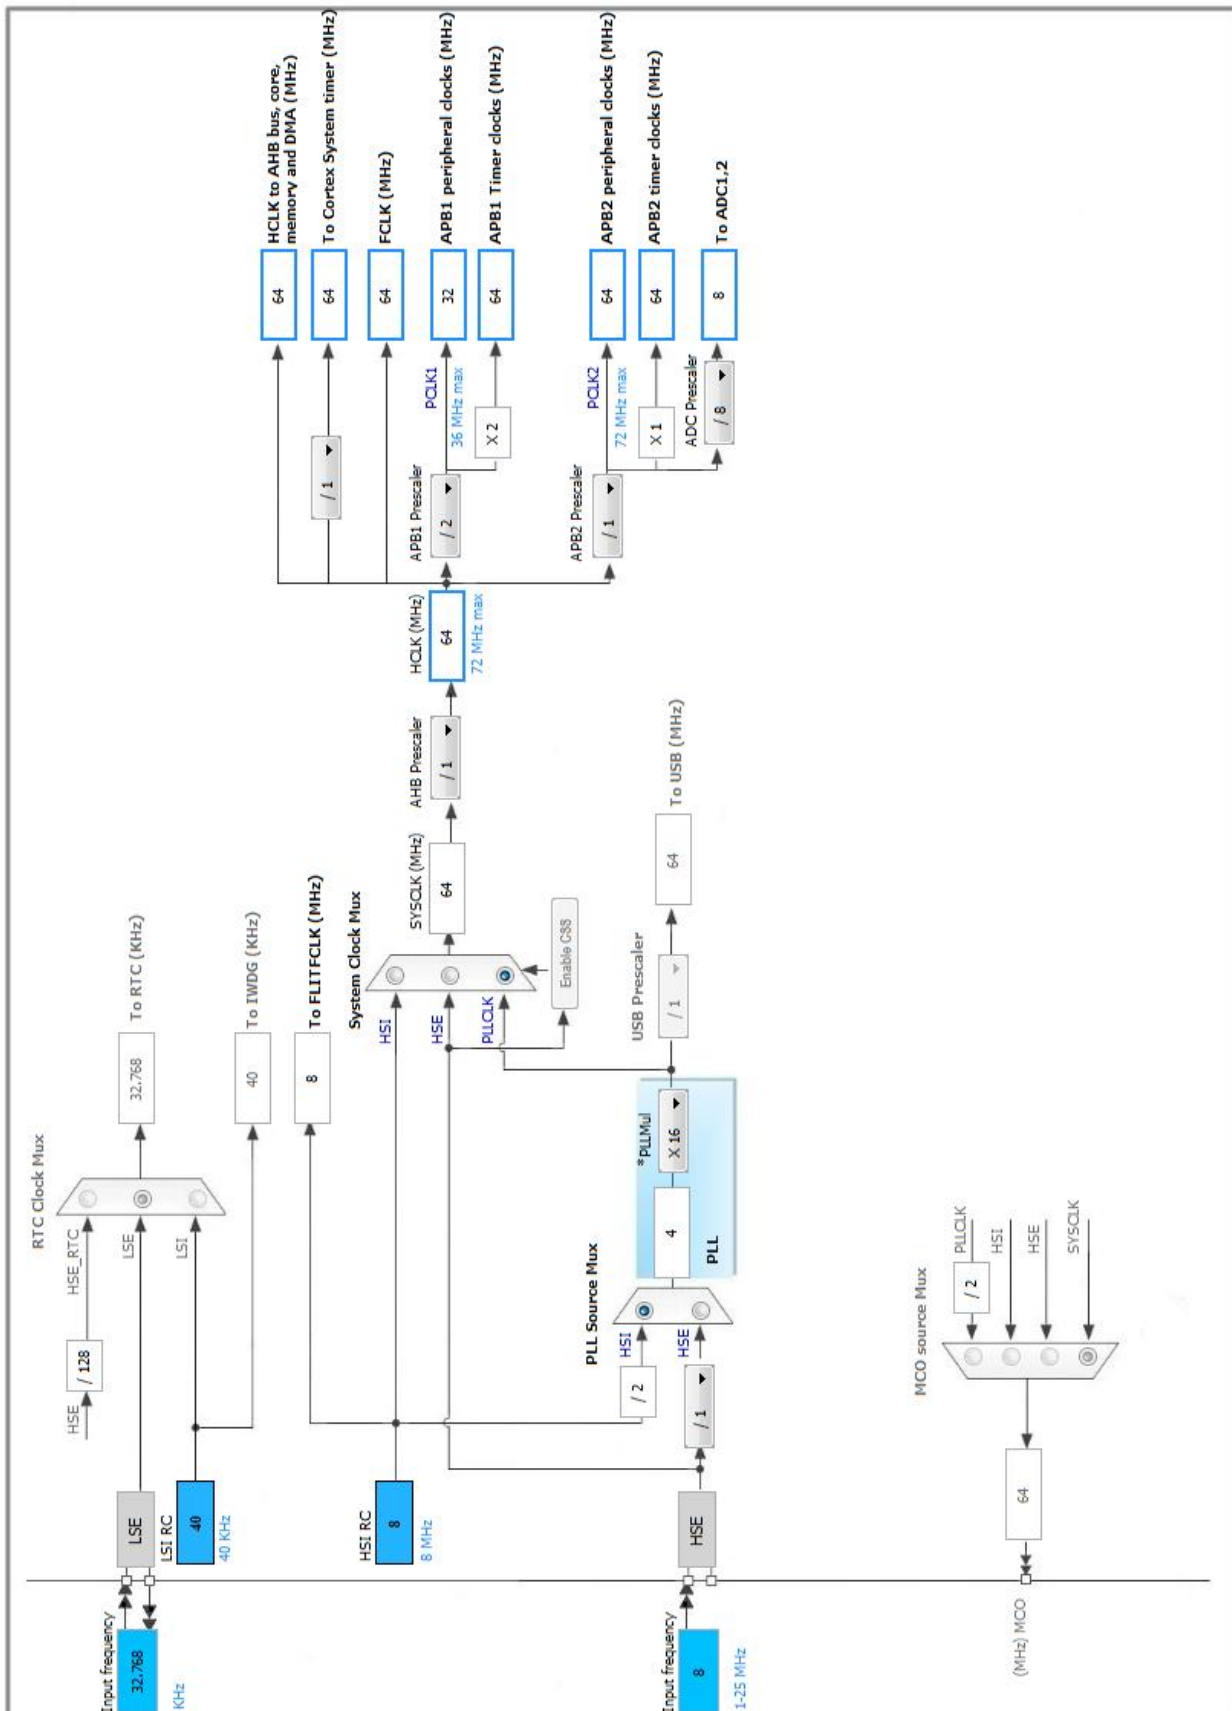 RTC Clock Mux
HSE
/ 128
HSE_RTC
LSE
LSI
32.768
To RTC (KHz)
40
To IWDG (KHz)
8
To FLITFCLK (MHz)
Input frequency
32.768
KHz
LSE
LSI RC
40
40 KHz
HSI RC
8
8 MHz
System Clock Mux
HSI
HSE
PLLCLK
Enable CSS
SYSCLK (MHz)
64
AHB Prescaler
/ 1
HCLK (MHz)
64
72 MHz max
/ 1
64
HCLK to AHB bus, core,
memory and DMA (MHz)
64
To Cortex System timer (MHz)
64
FCLK (MHz)
APB1 Prescaler
/ 2
PCLK1
36 MHz max
32
APB1 peripheral clocks (MHz)
X 2
64
APB1 Timer clocks (MHz)
APB2 Prescaler
/ 1
PCLK2
72 MHz max
64
APB2 peripheral clocks (MHz)
X 1
64
APB2 timer clocks (MHz)
ADC Prescaler
/ 8
8
To ADC1,2
PLL Source Mux
HSI
HSE
/ 2
/ 1
4
*PLLMul
X 16
PLL
USB Prescaler
/ 1
64
To USB (MHz)
Input frequency
8
1-25 MHz
HSE
MCO source Mux
/ 2
PLLCLK
HSI
HSE
SYSCLK
64
(MHz) MCO